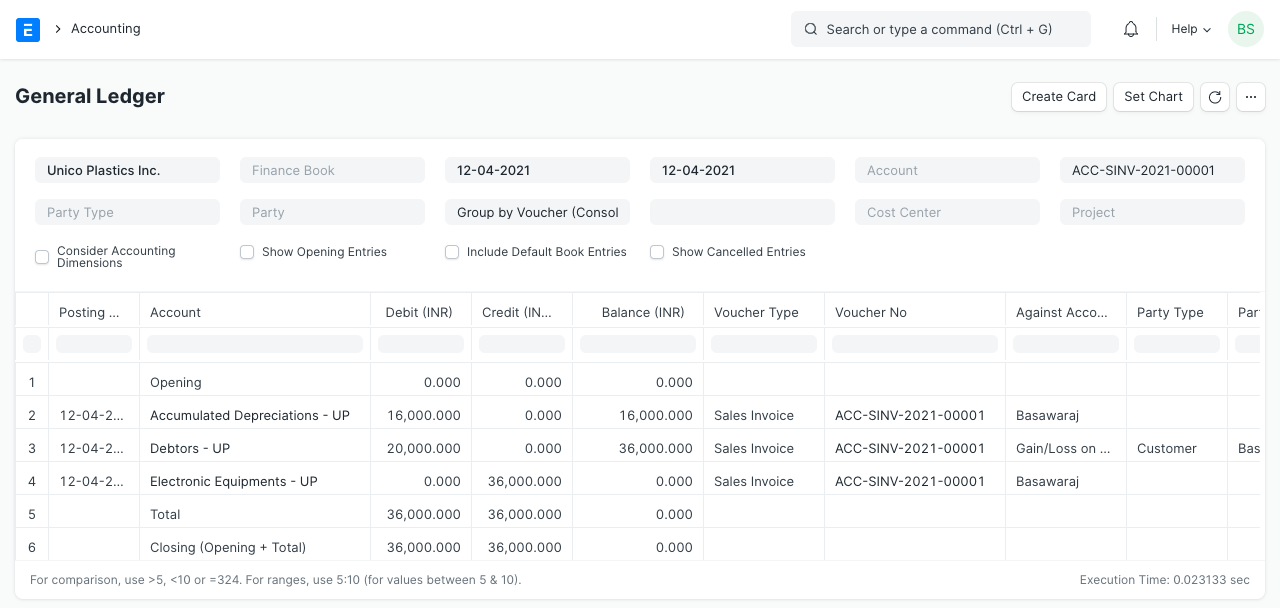 E > Accounting Search or type a command (Ctrl + G) Help BS
General Ledger Create Card Set Chart ...
Unico Plastics Inc. Finance Book 12-04-2021 12-04-2021 Account ACC-SINV-2021-00001
Party Type Party Group by Voucher (Consol Cost Center Project
Consider Accounting Dimensions Show Opening Entries Include Default Book Entries Show Cancelled Entries
Posting ... Account Debit (INR) Credit (IN... Balance (INR) Voucher Type Voucher No Against Acco... Party Type Par
1 Opening 0.000 0.000 0.000
2 12-04-2... Accumulated Depreciations - UP 16,000.000 0.000 16,000.000 Sales Invoice ACC-SINV-2021-00001 Basawaraj
3 12-04-2... Debtors - UP 20,000.000 0.000 36,000.000 Sales Invoice ACC-SINV-2021-00001 Gain/Loss on ... Customer Bas
4 12-04-2... Electronic Equipments - UP 0.000 36,000.000 0.000 Sales Invoice ACC-SINV-2021-00001 Basawaraj
5 Total 36,000.000 36,000.000 0.000
6 Closing (Opening + Total) 36,000.000 36,000.000 0.000
For comparison, use >5, <10 or =324. For ranges, use 5:10 (for values between 5 & 10). Execution Time: 0.023133 sec